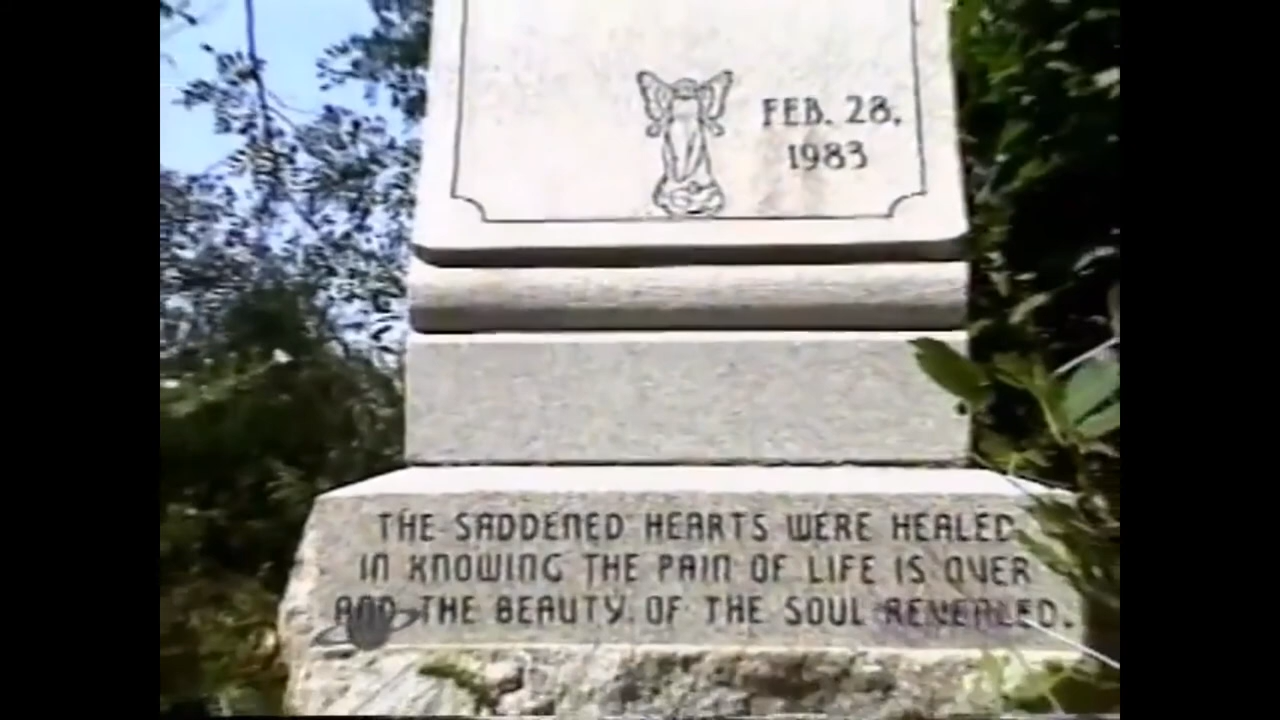 FEB. 28,
1983
THE SADDENED HEARTS WERE HEALED
IN KNOWING THE PAIN OF LIFE IS OVER
AND THE BEAUTY OF THE SOUL REVEALED.